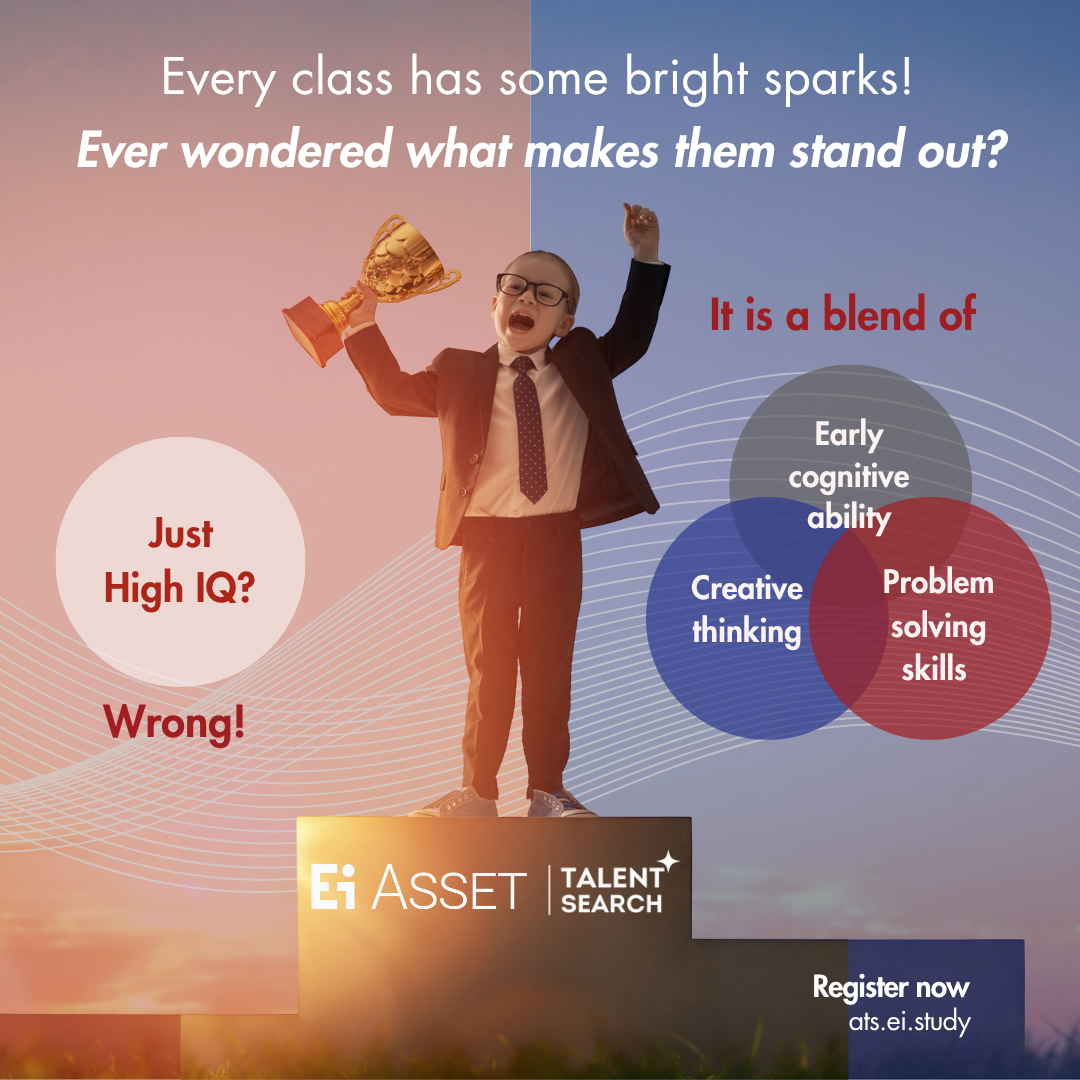 Every class has some bright sparks!
Ever wondered what makes them stand out?
It is a blend of
Early
cognitive
ability
Creative
thinking
Problem
solving
skills
Just
High IQ?
Wrong!
Ei ASSET
TALENT
SEARCH
Register now
ats.ei.study